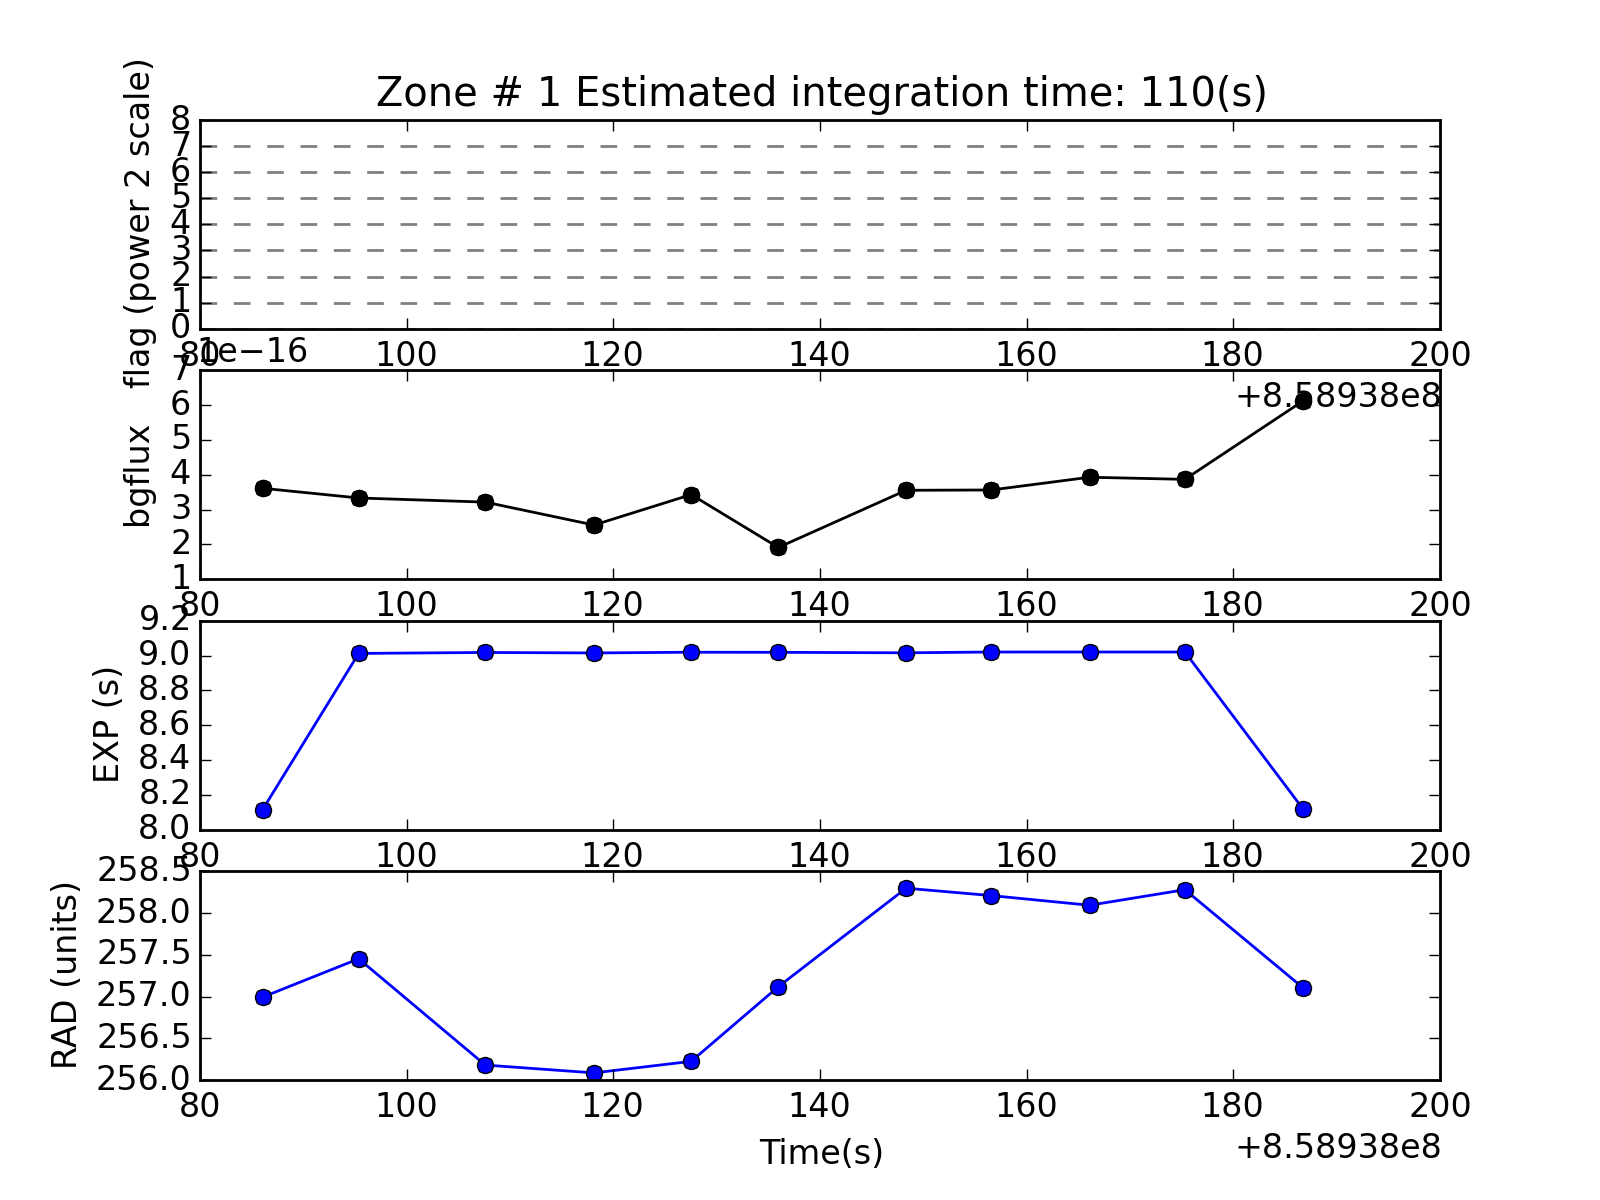 Zone # 1 Estimated integration time: 110(s)
flag (power 2 scale)
8
7
6
5
4
3
2
1
0
80 100 120 140 160 180 200
+8.58938e8
1e−16
bgflux
7
6
5
4
3
2
1
80 100 120 140 160 180 200
EXP (s)
9.2
9.0
8.8
8.6
8.4
8.2
8.0
80 100 120 140 160 180 200
RAD (units)
258.5
258.0
257.5
257.0
256.5
256.0
80 100 120 140 160 180 200
Time(s)
+8.58938e8